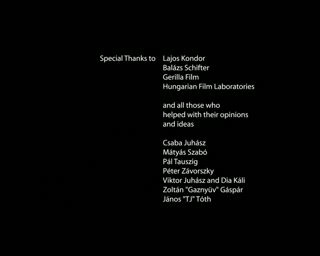 Special Thanks to Lajos Kondor
Balázs Schifter
Gerilla Film
Hungarian Film Laboratories
and all those who
helped with their opinions
and ideas
Csaba Juhász
Mátyás Szabó
Pál Tauszig
Péter Závorszky
Viktor Juhász and Dia Káli
Zoltán "Gaznyúv" Gáspár
János "TJ" Tóth